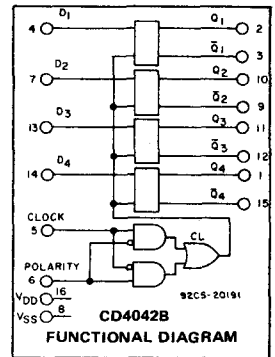 4 D1 Q1 2
Q̅1 3
7 D2 Q2 10
Q̅2 9
13 D3 Q3 11
Q̅3 12
14 D4 Q4 1
Q̅4 15
CLOCK
5
CL
POLARITY
6
92CS-20191
VDD 16
VSS 8
CD4042B
FUNCTIONAL DIAGRAM